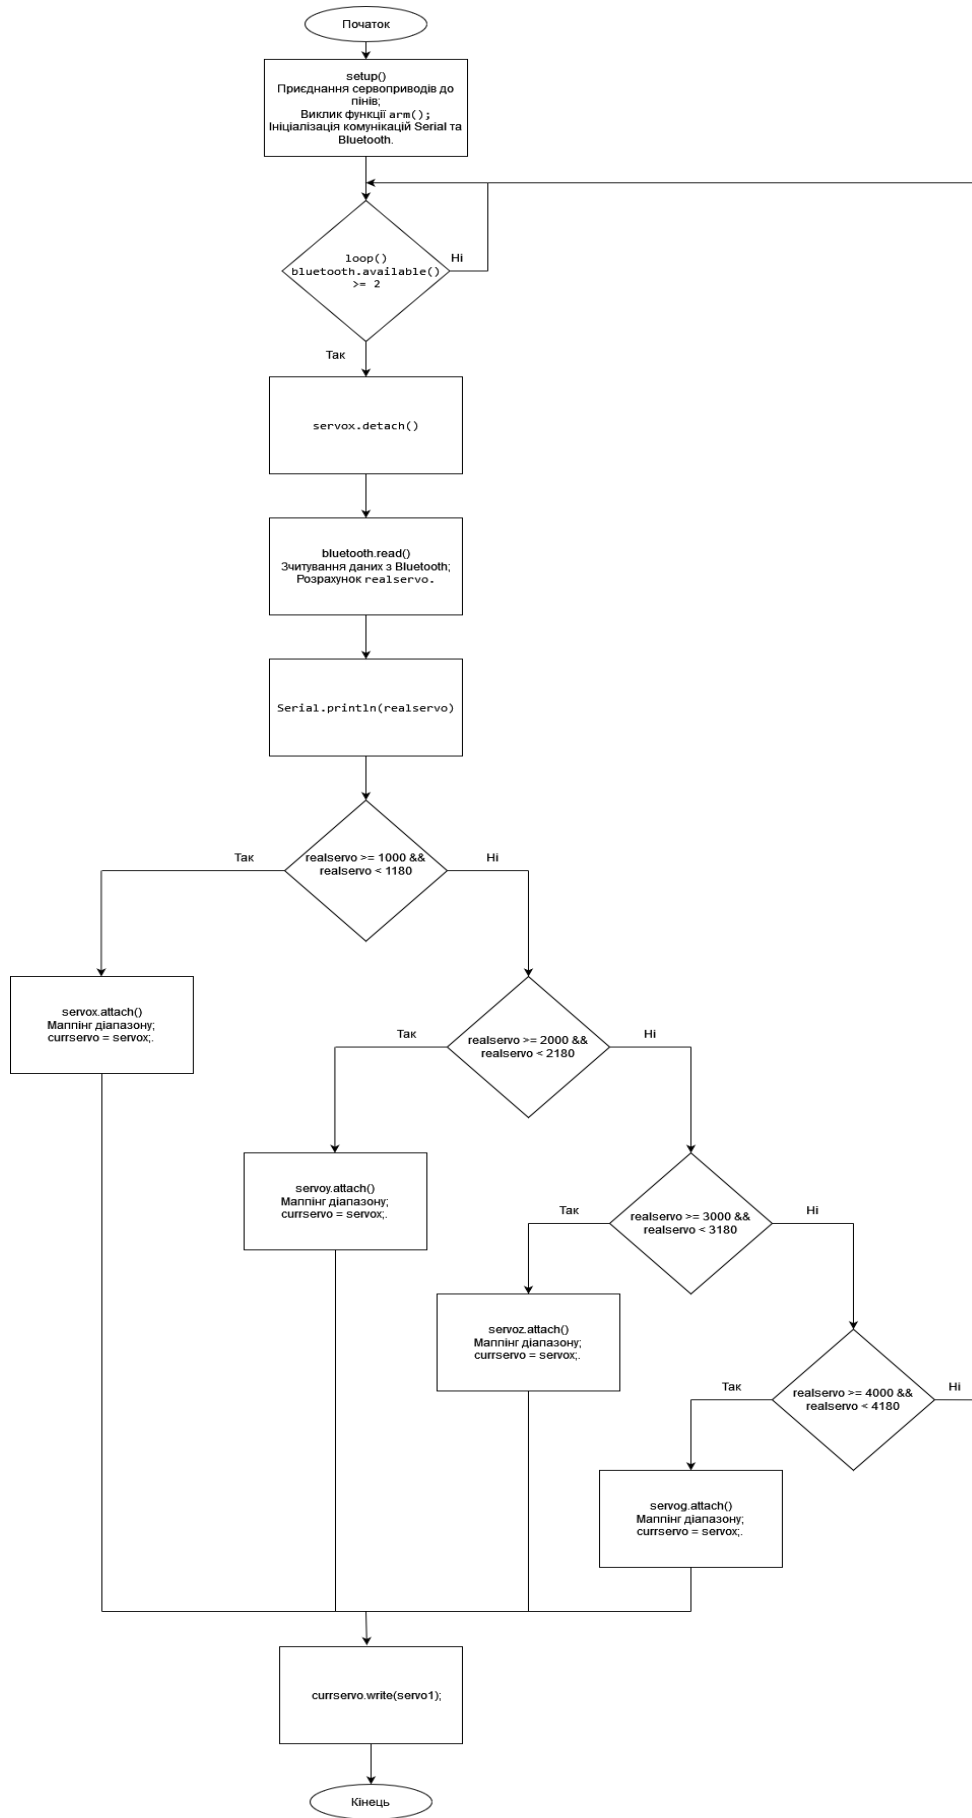 Початок
setup()
Приєднання сервоприводів до
пінів;
Виклик функції arm();
Ініціалізація комунікацій Serial та
Bluetooth.
loop()
bluetooth.available()
>= 2
Ні
Так
servox.detach()
bluetooth.read()
Зчитування даних з Bluetooth;
Розрахунок realservo.
Serial.println(realservo)
Так
realservo >= 1000 &&
realservo < 1180
Ні
servox.attach()
Маппінг діапазону;
currservo = servox;.
Так
realservo >= 2000 &&
realservo < 2180
Ні
servoy.attach()
Маппінг діапазону;
currservo = servox;.
Так
realservo >= 3000 &&
realservo < 3180
Ні
servoz.attach()
Маппінг діапазону;
currservo = servox;.
Так
realservo >= 4000 &&
realservo < 4180
Ні
servog.attach()
Маппінг діапазону;
currservo = servox;.
currservo.write(servo1);
Кінець